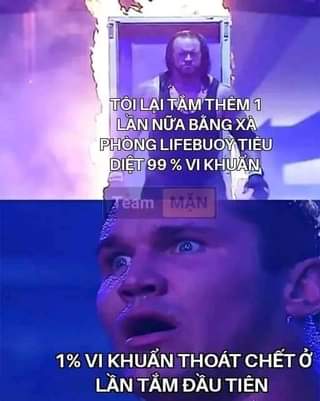 TÔI LẠI TẮM THÊM 1
LẦN NỮA BẰNG XÀ
PHÒNG LIFEBUOY TIÊU
DIỆT 99 % VI KHUẨN
Team MẶN
1% VI KHUẨN THOÁT CHẾT Ở
LẦN TẮM ĐẦU TIÊN